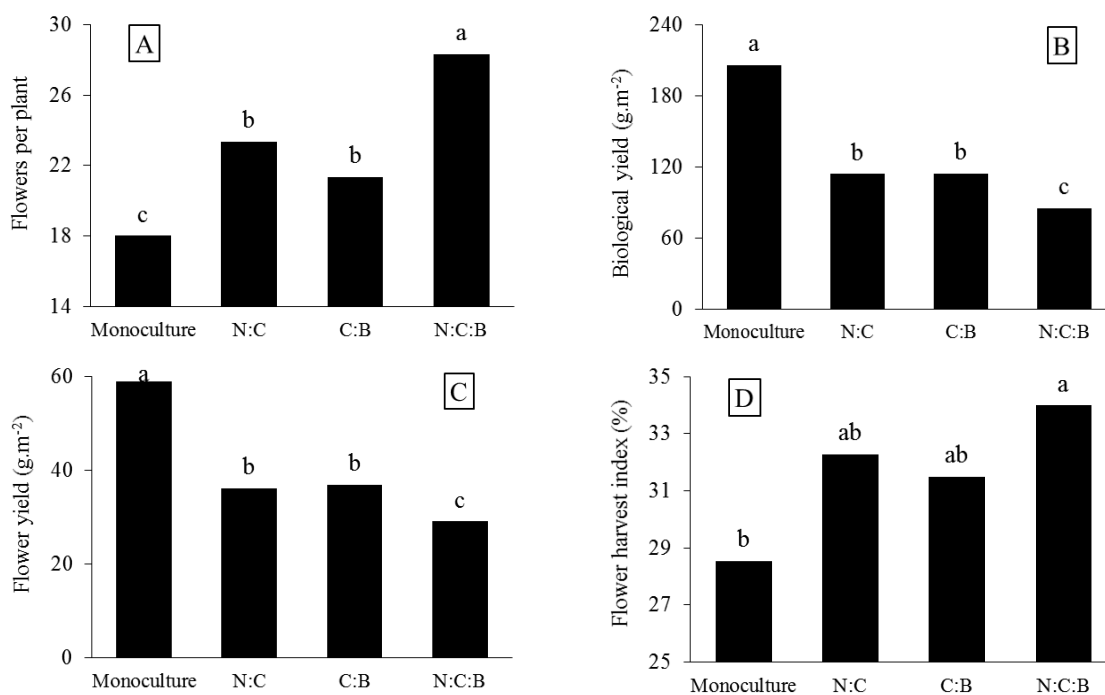 A
Flowers per plant
30
26
22
18
14
c
b
b
a
Monoculture
N:C
C:B
N:C:B
B
Biological yield (g.m-2)
240
180
120
60
0
a
b
b
c
Monoculture
N:C
C:B
N:C:B
C
Flower yield (g.m-2)
60
40
20
0
a
b
b
c
Monoculture
N:C
C:B
N:C:B
D
Flower harvest index (%)
35
33
31
29
27
25
b
ab
ab
a
Monoculture
N:C
C:B
N:C:B